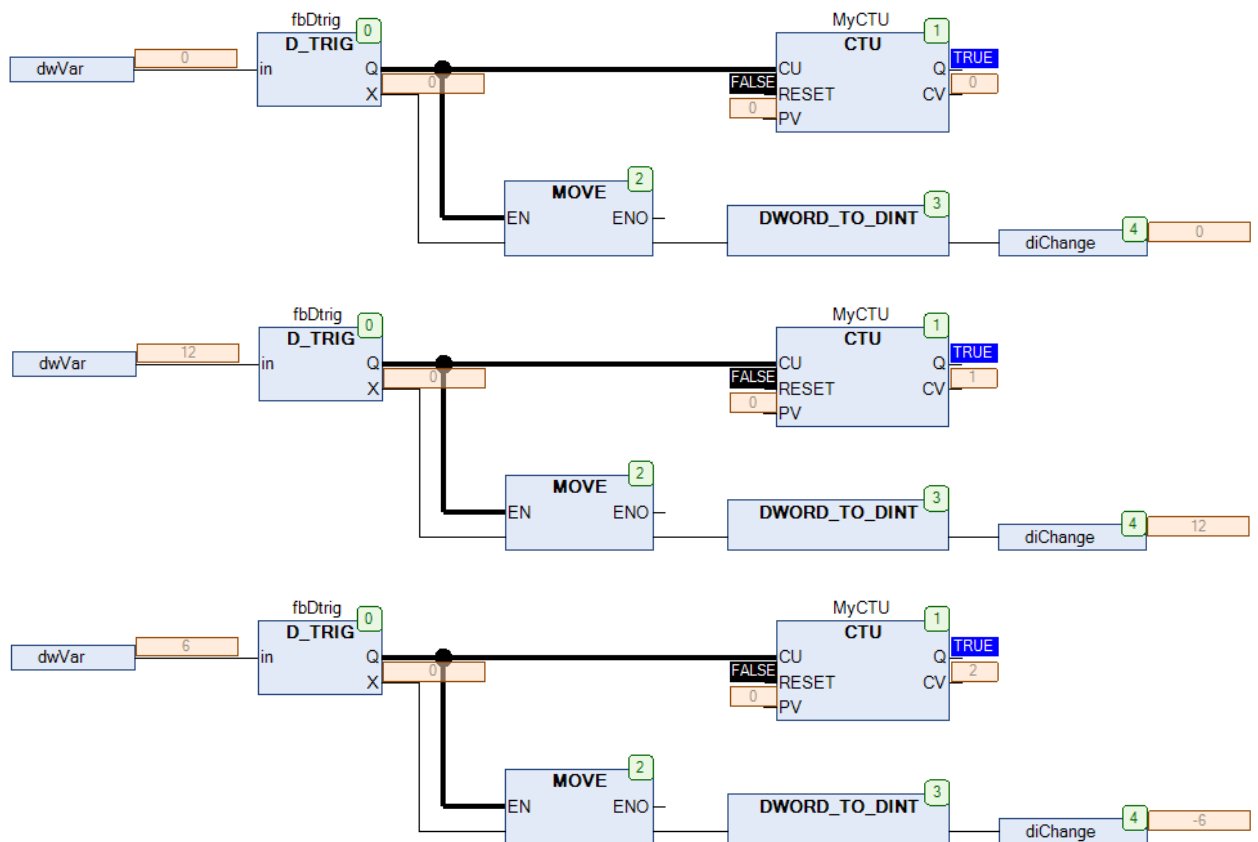 fbDtrig 0 MyCTU 1
D_TRIG CTU
dwVar 0 in Q CU Q TRUE
X 0 FALSE RESET CV 0
0 PV
2
MOVE 3
EN ENO DWORD_TO_DINT 4
diChange 0
fbDtrig 0 MyCTU 1
D_TRIG CTU
dwVar 12 in Q CU Q TRUE
X 0 FALSE RESET CV 1
0 PV
2
MOVE 3
EN ENO DWORD_TO_DINT 4
diChange 12
fbDtrig 0 MyCTU 1
D_TRIG CTU
dwVar 6 in Q CU Q TRUE
X 0 FALSE RESET CV 2
0 PV
2
MOVE 3
EN ENO DWORD_TO_DINT 4
diChange -6